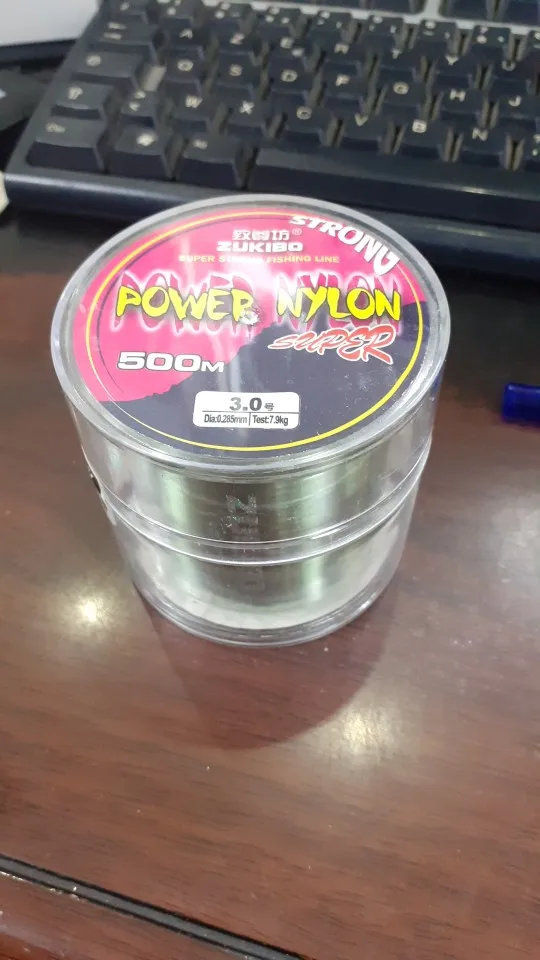 致钓坊®
ZUKIBO
STRONG
SUPER STRONG FISHING LINE
POWER NYLON
SUPER
500M
3.0号
Dia:0.285mm Test:7.9kg